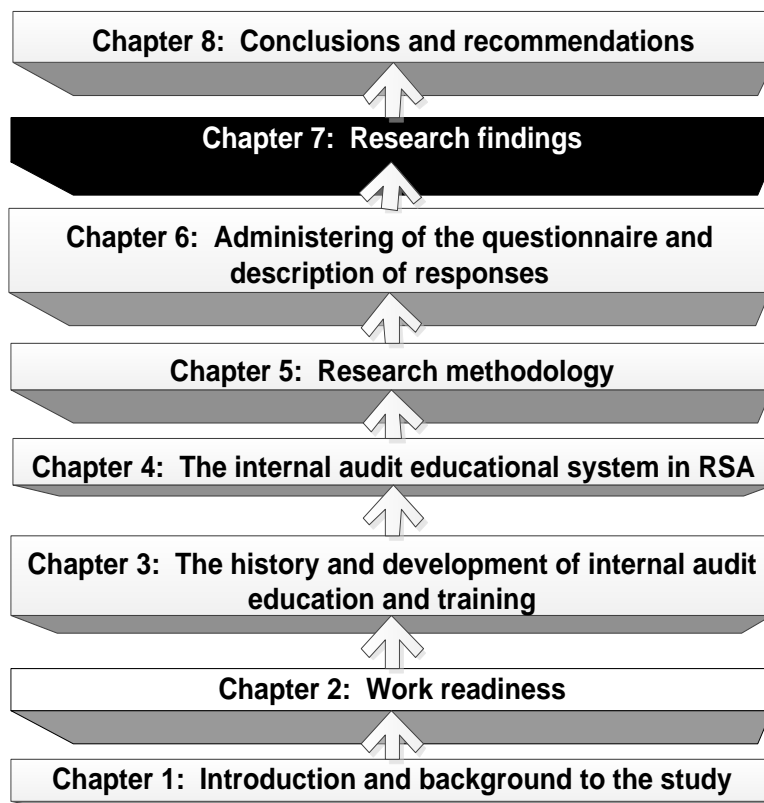 Chapter 8: Conclusions and recommendations
Chapter 7: Research findings
Chapter 6: Administering of the questionnaire and
description of responses
Chapter 5: Research methodology
Chapter 4: The internal audit educational system in RSA
Chapter 3: The history and development of internal audit
education and training
Chapter 2: Work readiness
Chapter 1: Introduction and background to the study